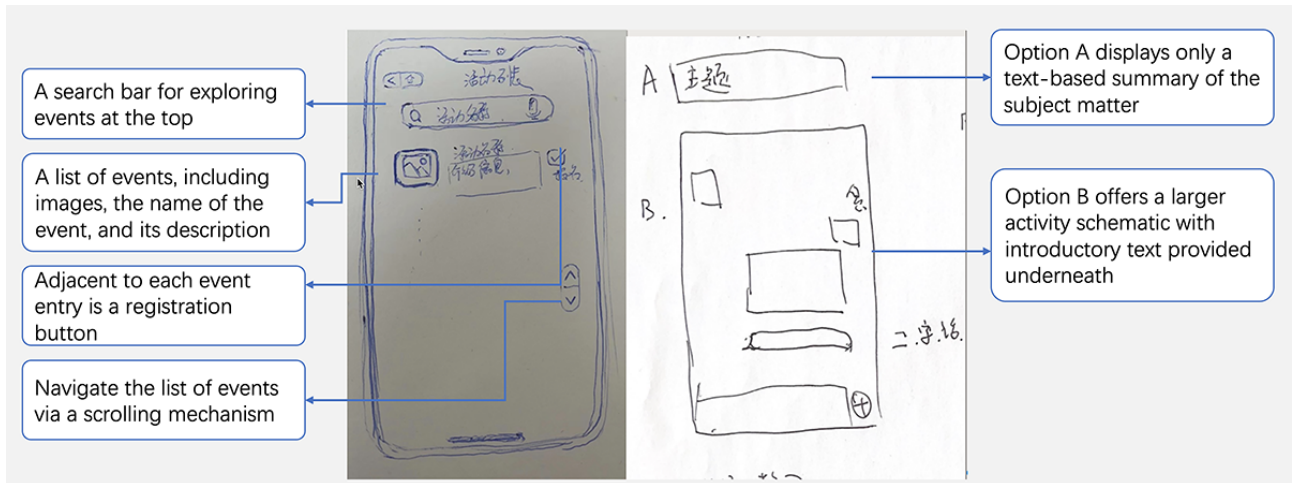 A search bar for exploring
events at the top
A list of events, including
images, the name of the
event, and its description
Adjacent to each event
entry is a registration
button
Navigate the list of events
via a scrolling mechanism
活动列表
活动名称
活动名称
介绍信息
报名
A 主题
B.
Option A displays only a
text-based summary of the
subject matter
Option B offers a larger
activity schematic with
introductory text provided
underneath